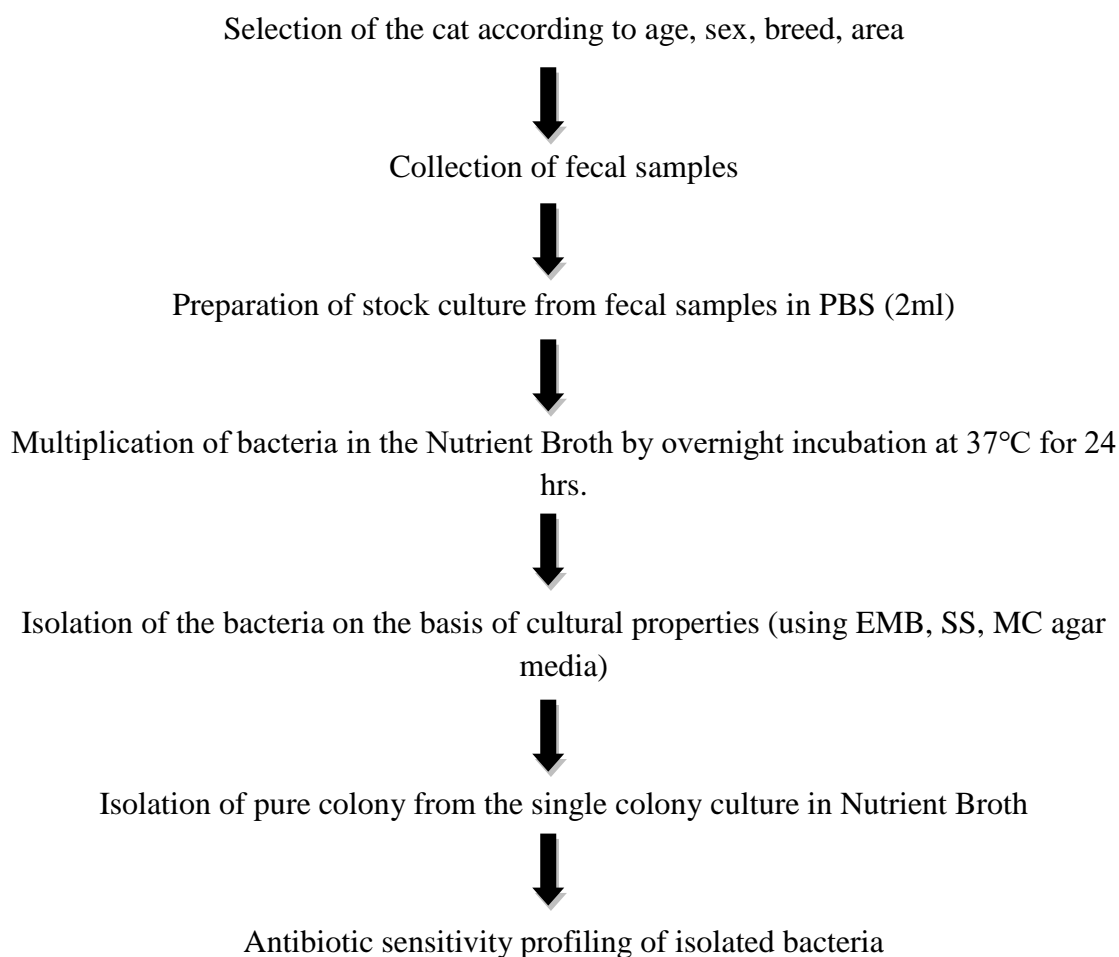 Selection of the cat according to age, sex, breed, area
Collection of fecal samples
Preparation of stock culture from fecal samples in PBS (2ml)
Multiplication of bacteria in the Nutrient Broth by overnight incubation at 37°C for 24
hrs.
Isolation of the bacteria on the basis of cultural properties (using EMB, SS, MC agar
media)
Isolation of pure colony from the single colony culture in Nutrient Broth
Antibiotic sensitivity profiling of isolated bacteria